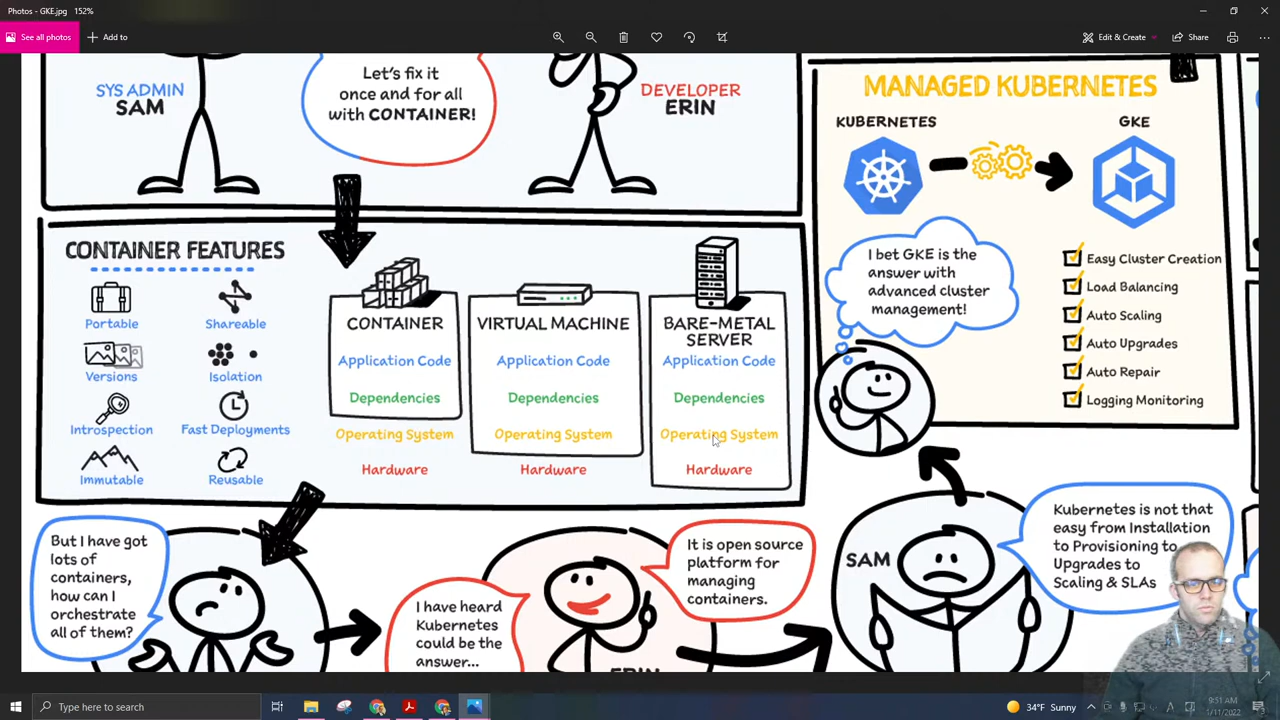 Photos - GKE.jpg 152%
See all photos
Add to
Edit & Create
Share
SYS ADMIN
SAM
Let's fix it
once and for all
with CONTAINER!
DEVELOPER
ERIN
MANAGED KUBERNETES
KUBERNETES
GKE
I bet GKE is the
answer with
advanced cluster
management!
Easy Cluster Creation
Load Balancing
Auto Scaling
Auto Upgrades
Auto Repair
Logging Monitoring
CONTAINER FEATURES
Portable
Shareable
Versions
Isolation
Introspection
Fast Deployments
Immutable
Reusable
CONTAINER
Application Code
Dependencies
Operating System
Hardware
VIRTUAL MACHINE
Application Code
Dependencies
Operating System
Hardware
BARE-METAL
SERVER
Application Code
Dependencies
Operating System
Hardware
But I have got
lots of
containers,
how can I
orchestrate
all of them?
I have heard
Kubernetes
could be the
answer...
It is open source
platform for
managing
containers.
ERIN
SAM
Kubernetes is not that
easy from Installation
to Provisioning to
Upgrades to
Scaling & SLAs
Type here to search
34°F Sunny
9:51 AM
1/11/2022